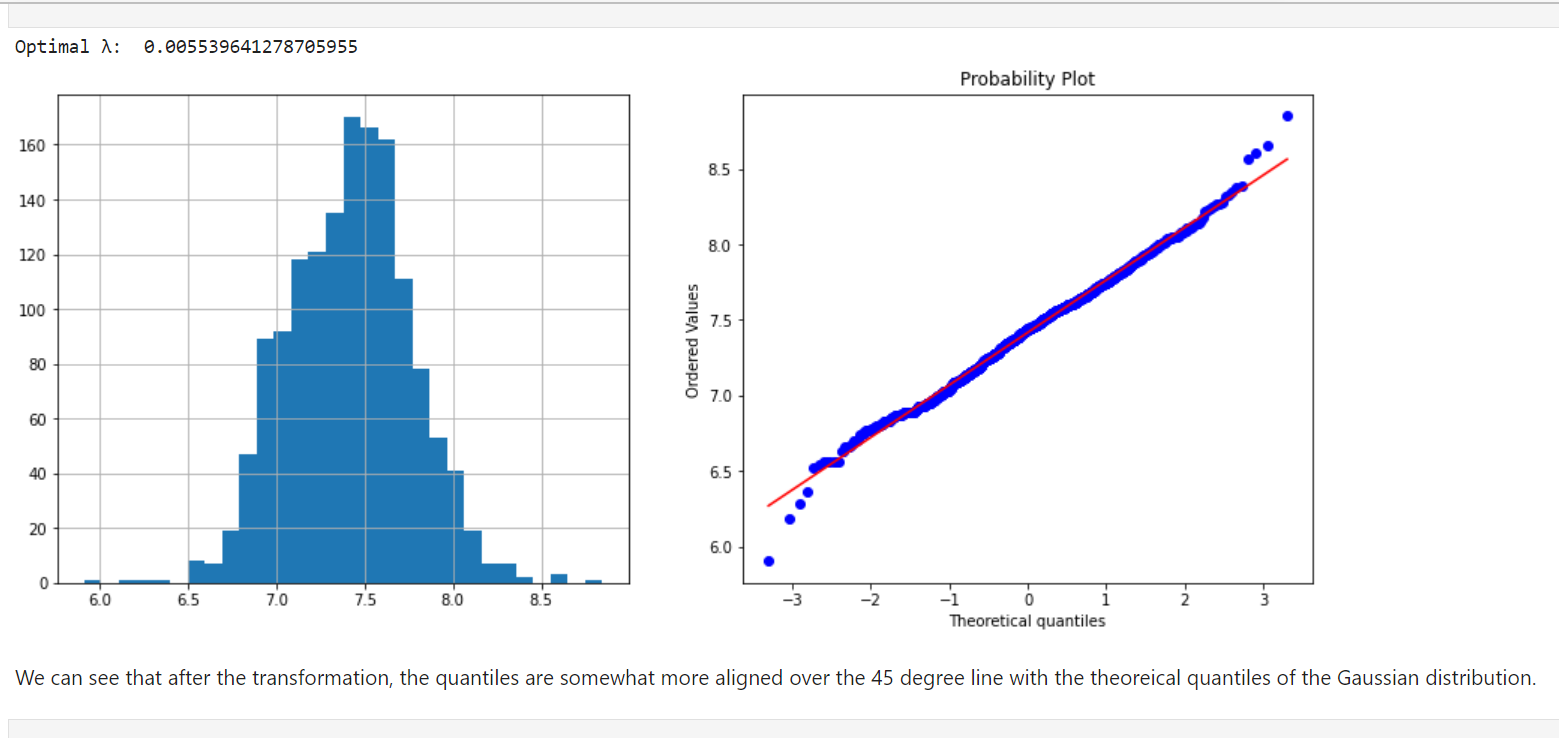 Optimal λ:  0.005539641278705955
Probability Plot
160
140
120
100
80
60
40
20
0
6.0 6.5 7.0 7.5 8.0 8.5
Ordered Values
8.5
8.0
7.5
7.0
6.5
6.0
−3 −2 −1 0 1 2 3
Theoretical quantiles
We can see that after the transformation, the quantiles are somewhat more aligned over the 45 degree line with the theoreical quantiles of the Gaussian distribution.